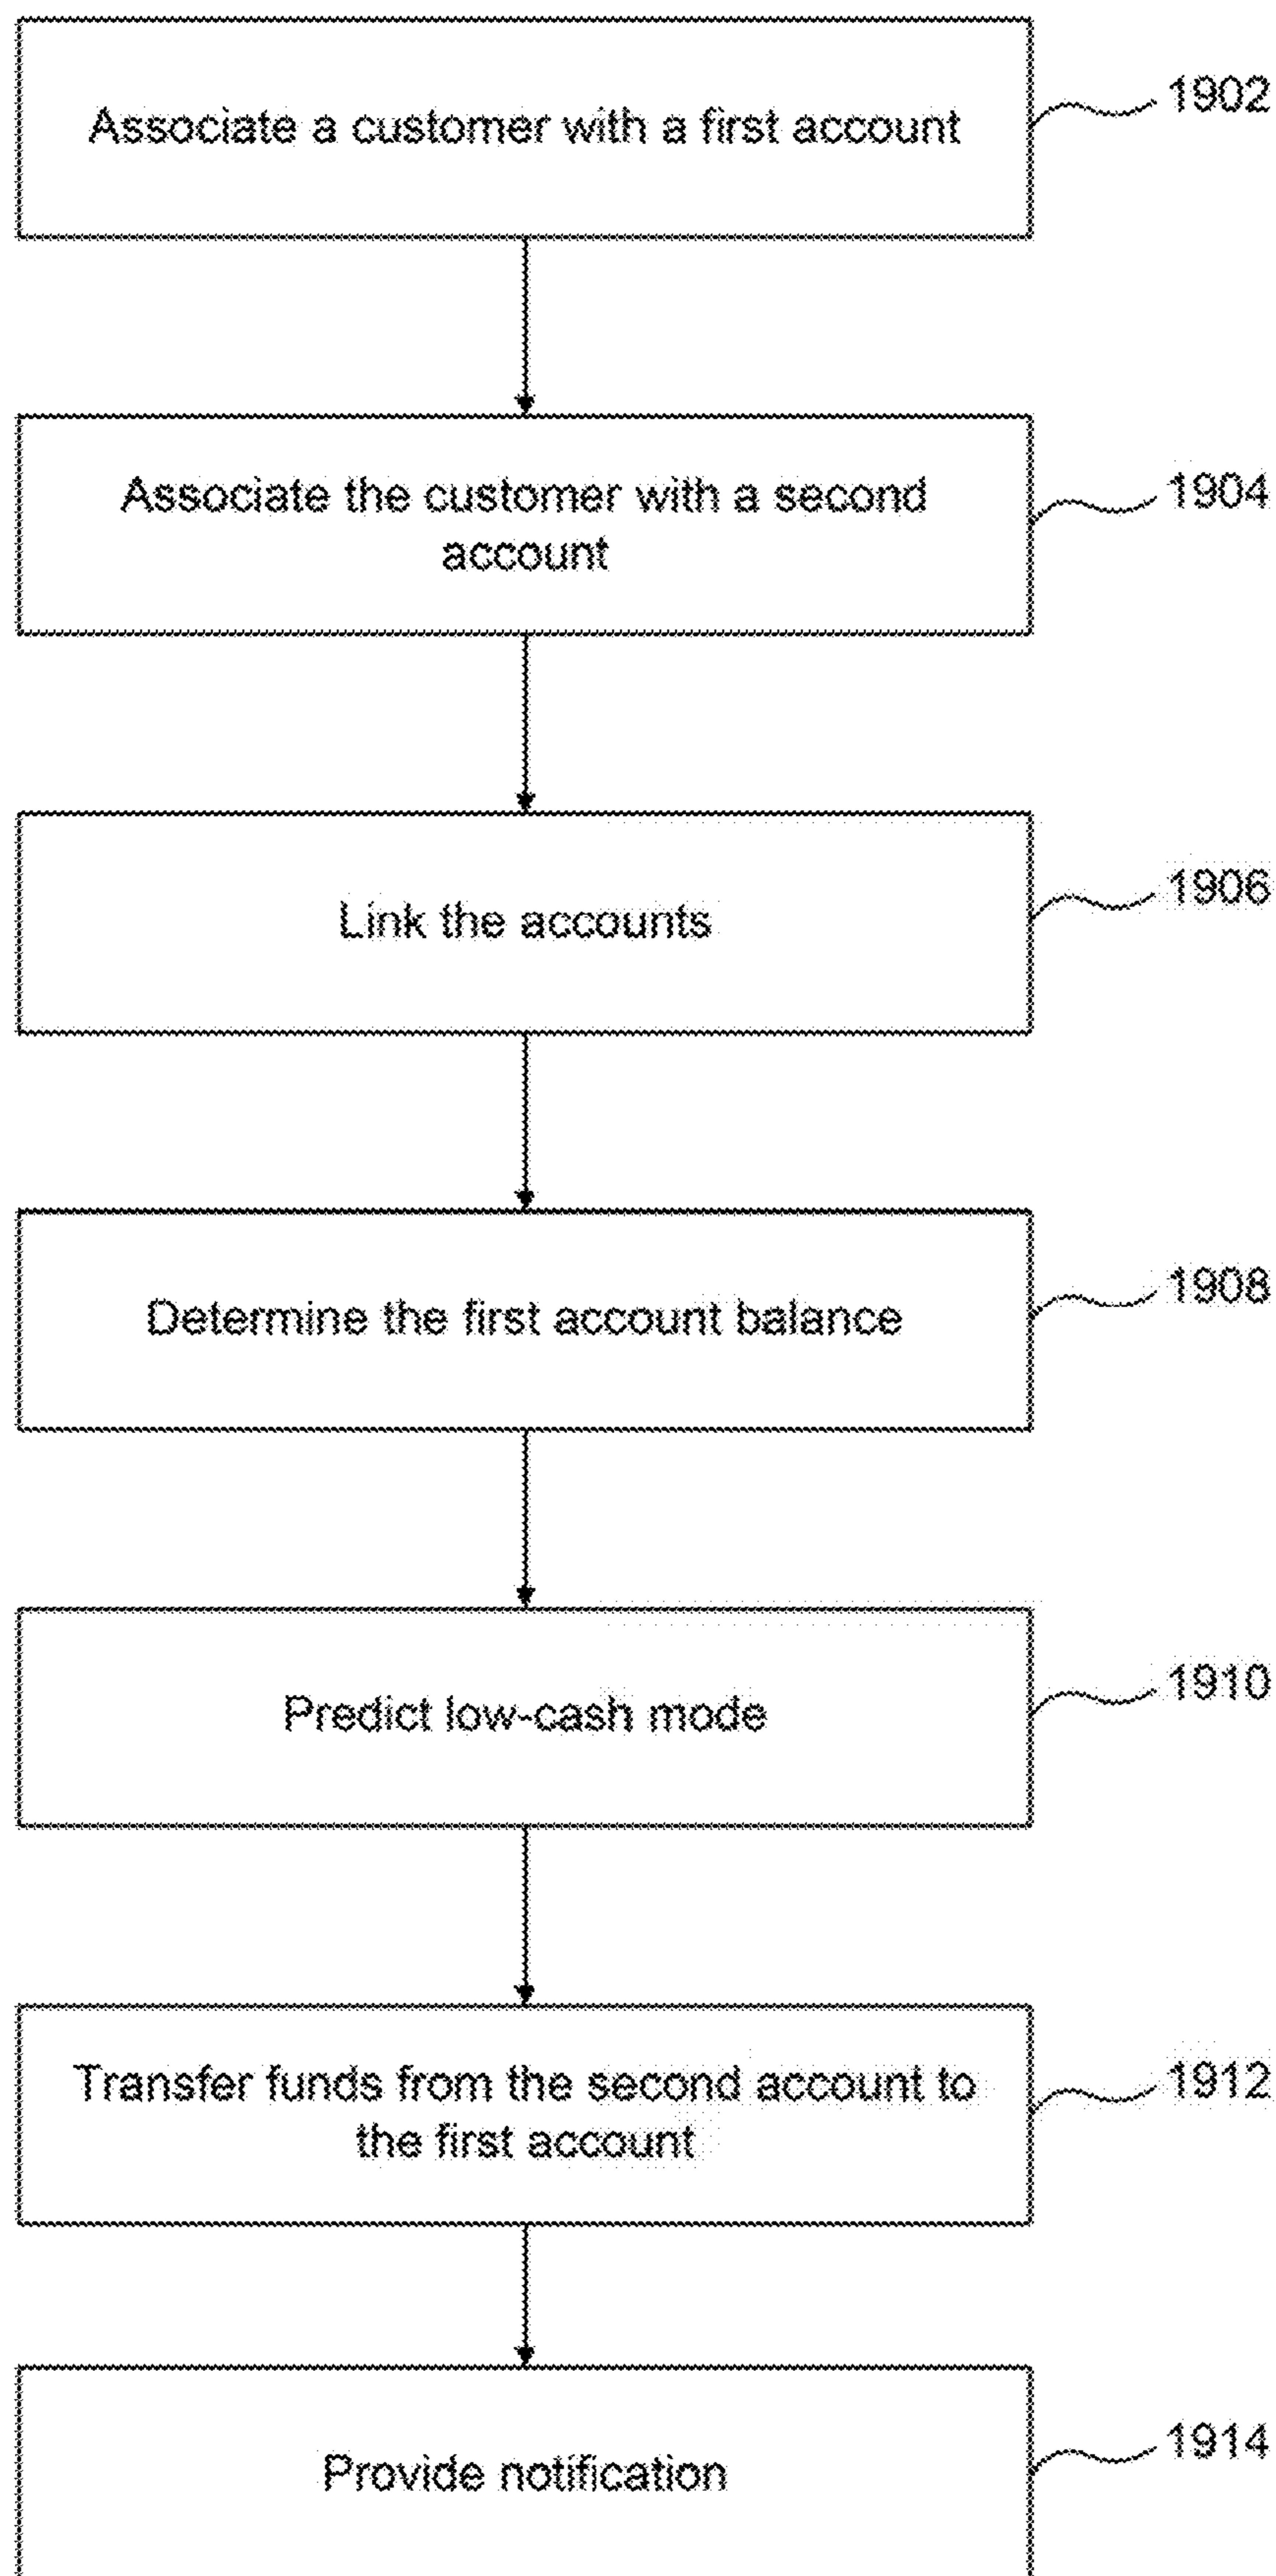 Associate a customer with a first account
1902
Associate the customer with a second
account
1904
Link the accounts
1906
Determine the first account balance
1908
Predict low-cash mode
1910
Transfer funds from the second account to
the first account
1912
Provide notification
1914